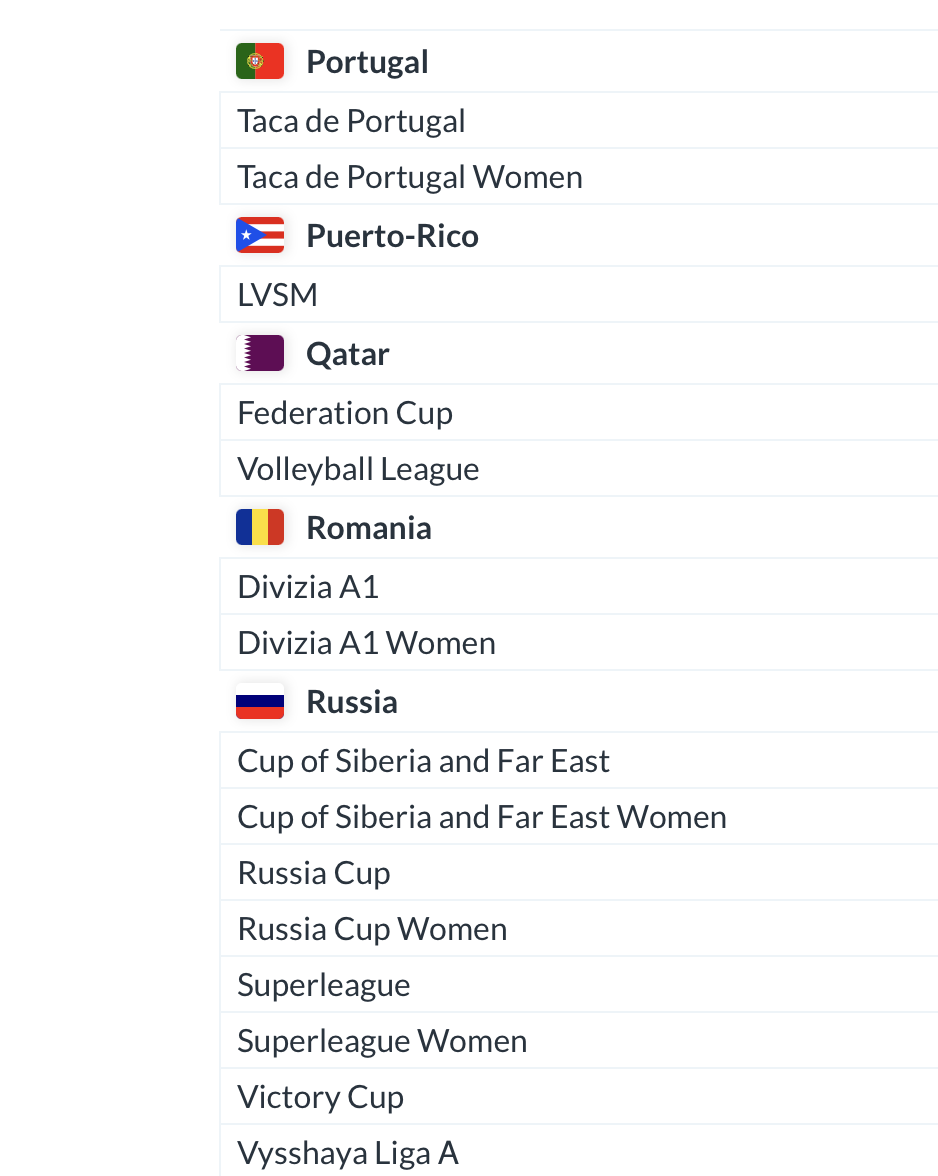 Portugal
Taca de Portugal
Taca de Portugal Women
Puerto-Rico
LVSM
Qatar
Federation Cup
Volleyball League
Romania
Divizia A1
Divizia A1 Women
Russia
Cup of Siberia and Far East
Cup of Siberia and Far East Women
Russia Cup
Russia Cup Women
Superleague
Superleague Women
Victory Cup
Vysshaya Liga А